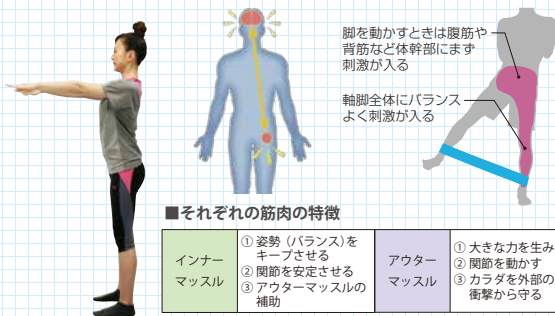 脚を動かすときは腹筋や
背筋など体幹部にまず
刺激が入る
軸脚全体にバランス
よく刺激が入る
■それぞれの筋肉の特徴
インナー
マッスル
① 姿勢（バランス）を
キープさせる
② 関節を安定させる
③ アウターマッスルの
補助
アウター
マッスル
① 大きな力を生み
② 関節を動かす
③ カラダを外部の
衝撃から守る